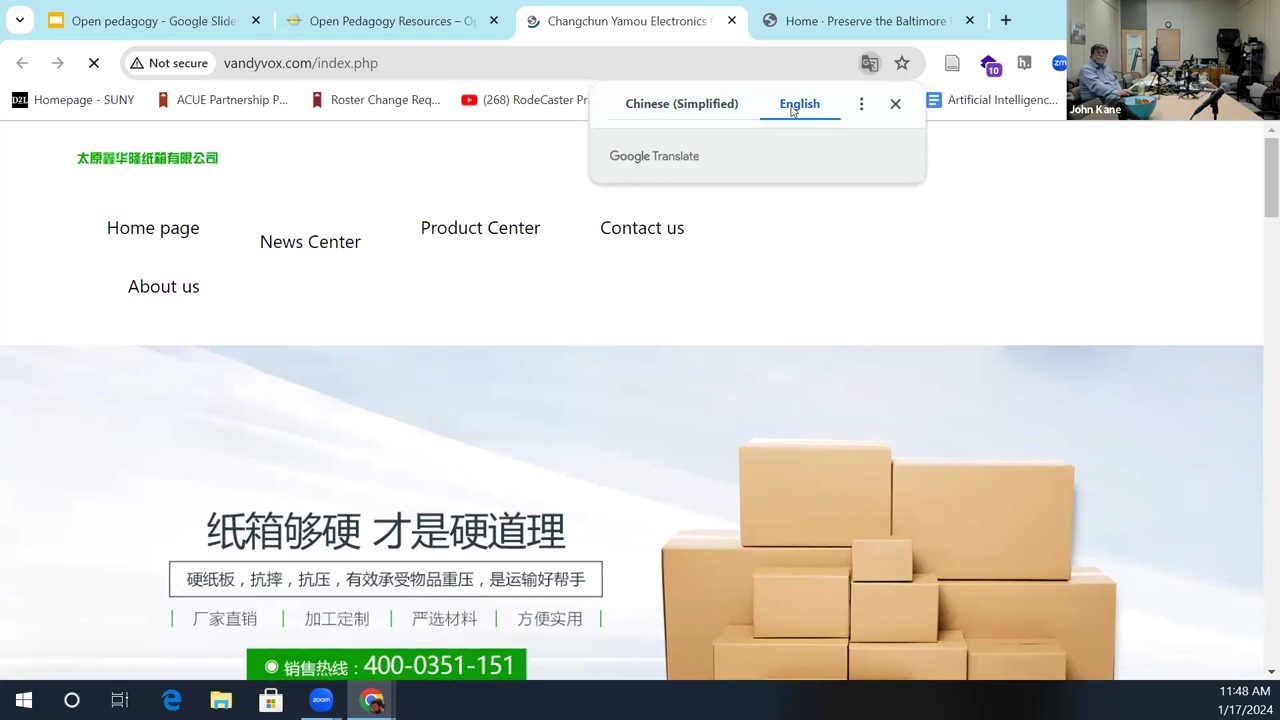 Open pedagogy - Google Slide
Open Pedagogy Resources – O
Changchun Yamou Electronics
Home · Preserve the Baltimore
Not secure
vandyvox.com/index.php
10
zm
D2L
Homepage - SUNY
ACUE Partnership P...
Roster Change Req...
(268) RodeCaster Pr
Artificial Intelligenc...
John Kane
Chinese (Simplified)
English
Google Translate
太原鑫华隆纸箱有限公司
Home page
News Center
Product Center
Contact us
About us
纸箱够硬 才是硬道理
硬纸板，抗摔，抗压，有效承受物品重压，是运输好帮手
厂家直销
加工定制
严选材料
方便实用
销售热线：400-0351-151
zoom
11:48 AM
1/17/2024